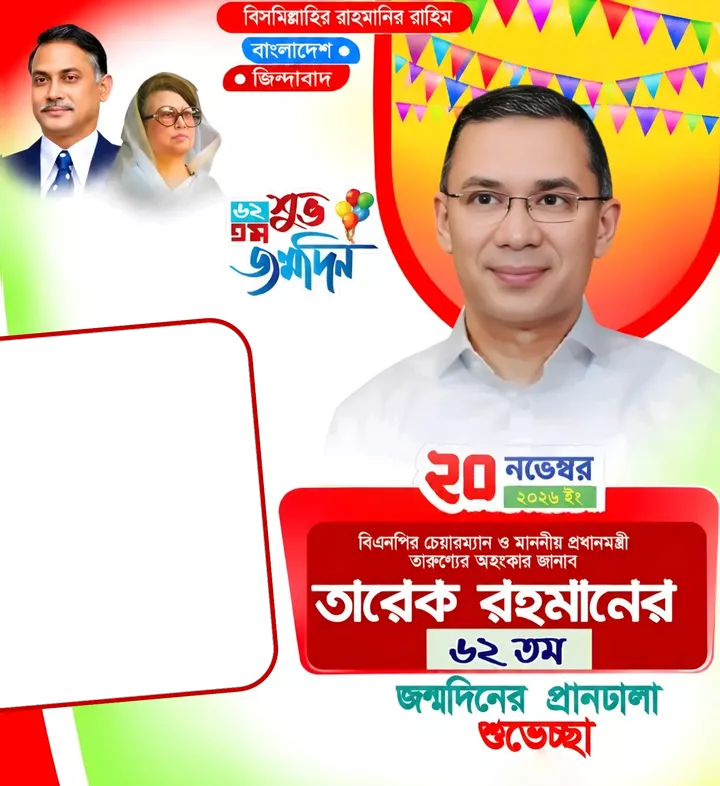 বিসমিল্লাহির রাহমানির রাহিম
বাংলাদেশ
জিন্দাবাদ
৬২ তম
শুভ
জন্মদিন
২০ নভেম্বর
২০২৬ ইং
বিএনপির চেয়ারম্যান ও মাননীয় প্রধানমন্ত্রী
তারুণ্যের অহংকার জানাব
তারেক রহমানের
৬২ তম
জন্মদিনের প্রানঢালা
শুভেচ্ছা